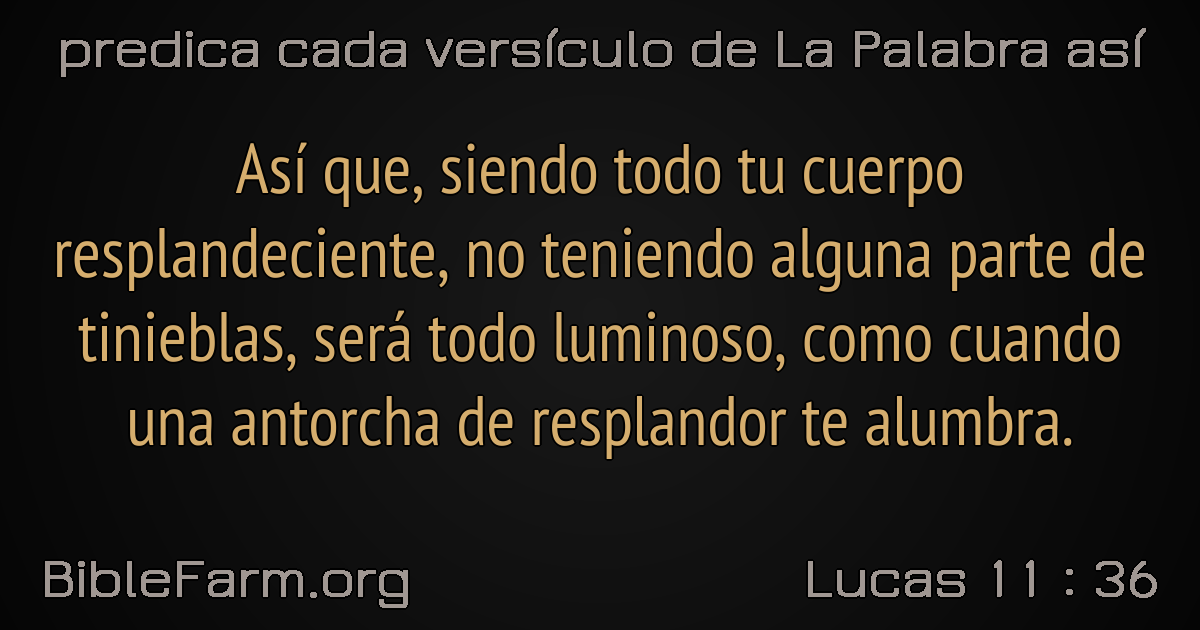 predica cada versículo de La Palabra así
Así que, siendo todo tu cuerpo
resplandeciente, no teniendo alguna parte de
tinieblas, será todo luminoso, como cuando
una antorcha de resplandor te alumbra.
BibleFarm.org
Lucas 11 : 36